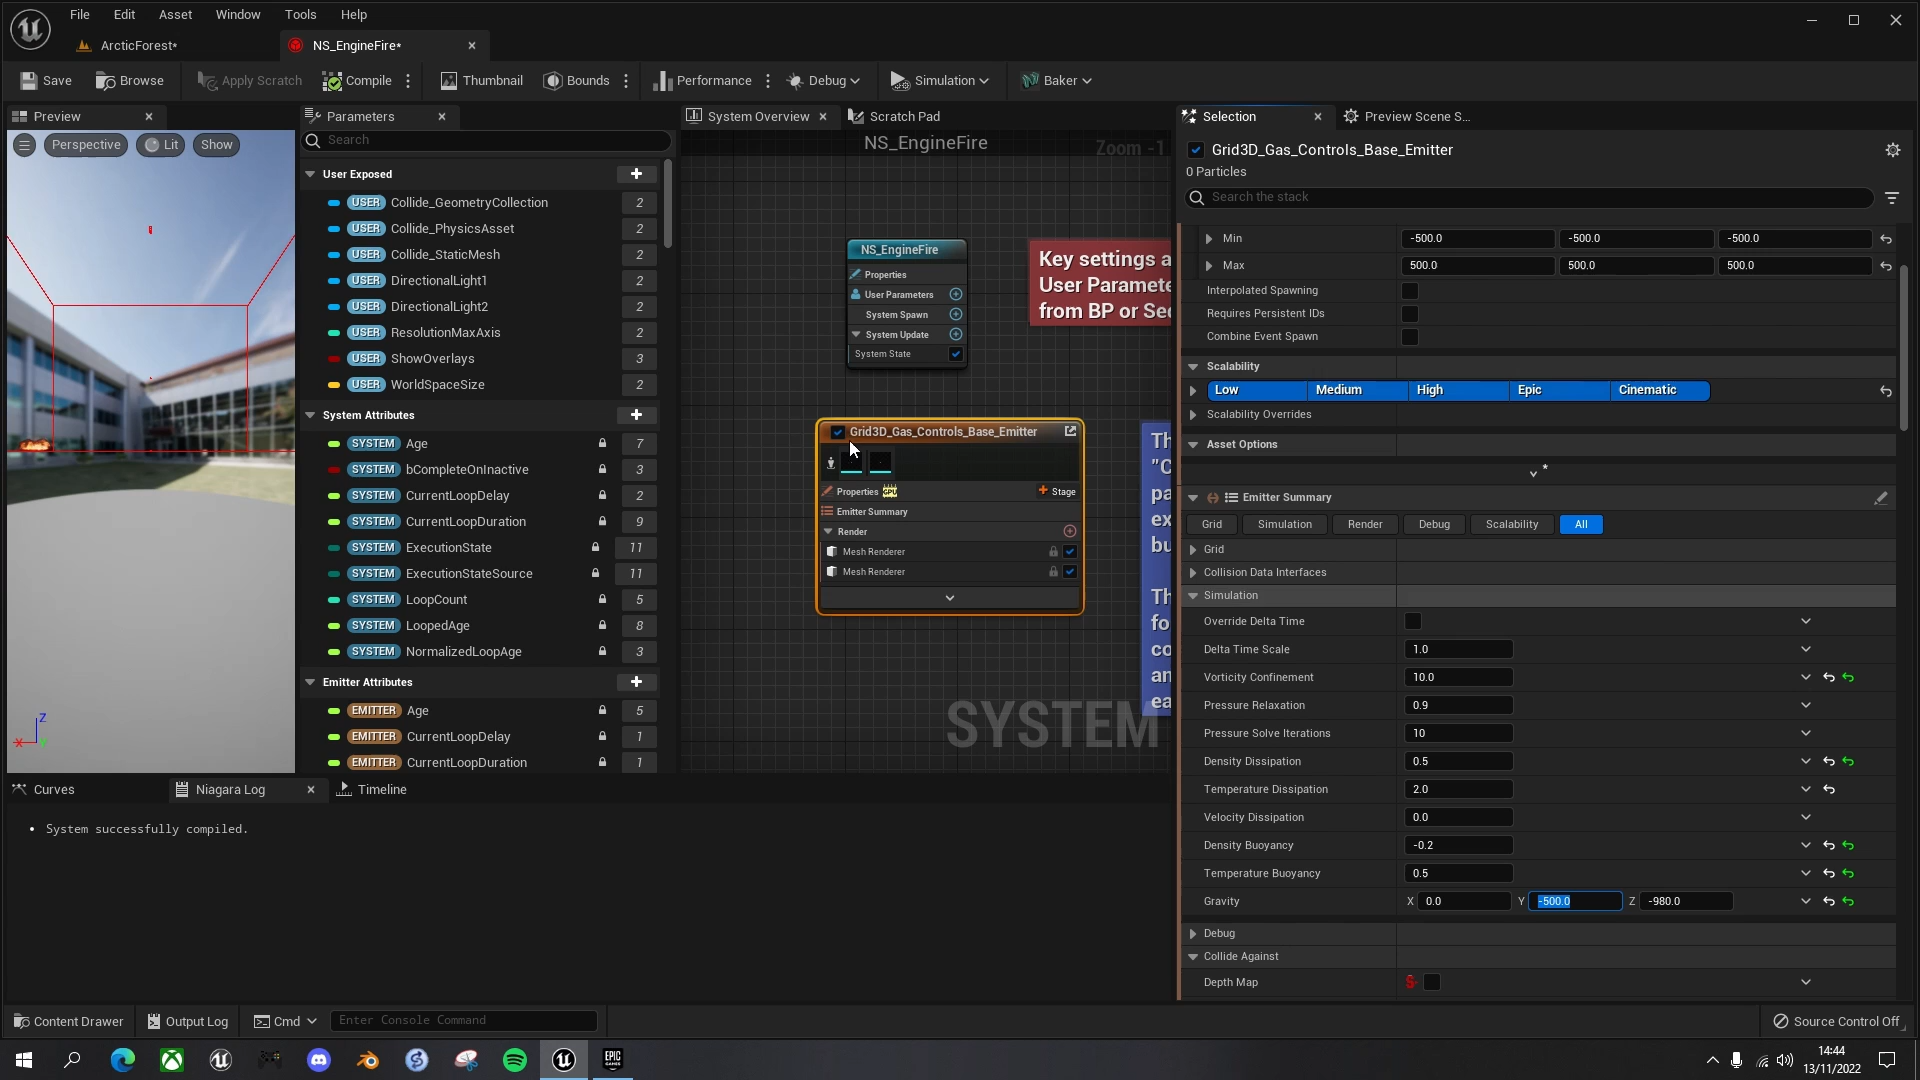 File Edit Asset Window Tools Help
ArcticForest* NS_EngineFire*
Save Browse Apply Scratch Compile Thumbnail Bounds Performance Debug Simulation Baker
Preview Parameters System Overview Scratch Pad Selection Preview Scene S...
Perspective Lit Show
Search
User Exposed
USER Collide_GeometryCollection 2
USER Collide_PhysicsAsset 2
USER Collide_StaticMesh 2
USER DirectionalLight1 2
USER DirectionalLight2 2
USER ResolutionMaxAxis 2
USER ShowOverlays 3
USER WorldSpaceSize 2
System Attributes
SYSTEM Age 7
SYSTEM bCompleteOnInactive 3
SYSTEM CurrentLoopDelay 2
SYSTEM CurrentLoopDuration 9
SYSTEM ExecutionState 11
SYSTEM ExecutionStateSource 11
SYSTEM LoopCount 5
SYSTEM LoopedAge 8
SYSTEM NormalizedLoopAge 3
Emitter Attributes
EMITTER Age 5
EMITTER CurrentLoopDelay 1
EMITTER CurrentLoopDuration 1
Z
X
Y
NS_EngineFire Zoom -1
NS_EngineFire
Properties
User Parameters
System Spawn
System Update
System State
Key settings a
User Paramete
from BP or Sec
Grid3D_Gas_Controls_Base_Emitter
Properties GPU Stage
Emitter Summary
Render
Mesh Renderer
Mesh Renderer
Th
"C
pa
ex
bu
Th
fo
co
an
ea
SYSTEM
Grid3D_Gas_Controls_Base_Emitter
0 Particles
Search the stack
Min -500.0 -500.0 -500.0
Max 500.0 500.0 500.0
Interpolated Spawning
Requires Persistent IDs
Combine Event Spawn
Scalability
Low Medium High Epic Cinematic
Scalability Overrides
Asset Options
*
Emitter Summary
Grid Simulation Render Debug Scalability All
Grid
Collision Data Interfaces
Simulation
Override Delta Time
Delta Time Scale 1.0
Vorticity Confinement 10.0
Pressure Relaxation 0.9
Pressure Solve Iterations 10
Density Dissipation 0.5
Temperature Dissipation 2.0
Velocity Dissipation 0.0
Density Buoyancy -0.2
Temperature Buoyancy 0.5
Gravity X 0.0 Y -500.0 Z -980.0
Debug
Collide Against
Depth Map
Curves Niagara Log Timeline
• System successfully compiled.
Content Drawer Output Log Cmd Enter Console Command Source Control Off
EPIC GAMES
14:44
13/11/2022